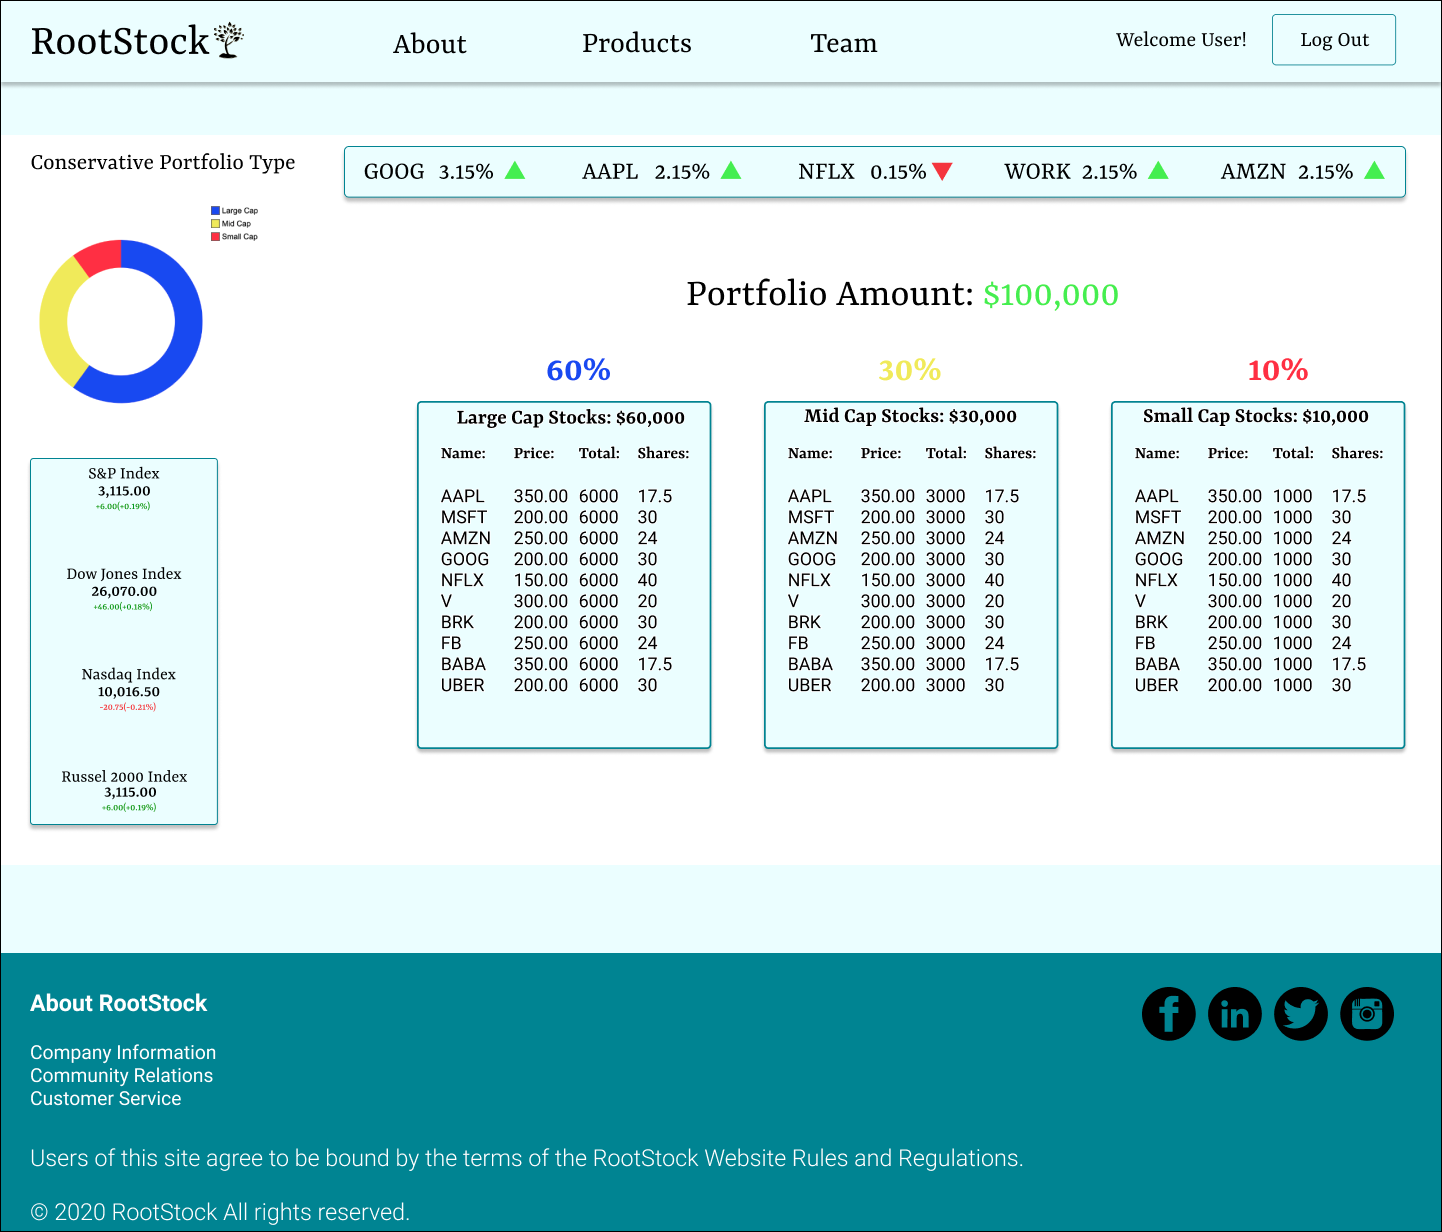 RootStock
About
Products
Team
Welcome User!
Log Out
Conservative Portfolio Type
GOOG 3.15% AAPL 2.15% NFLX 0.15% WORK 2.15% AMZN 2.15%
Large Cap
Mid Cap
Small Cap
Portfolio Amount: $100,000
60%
Large Cap Stocks: $60,000
Name: Price: Total: Shares:
AAPL 350.00 6000 17.5
MSFT 200.00 6000 30
AMZN 250.00 6000 24
GOOG 200.00 6000 30
NFLX 150.00 6000 40
V 300.00 6000 20
BRK 200.00 6000 30
FB 250.00 6000 24
BABA 350.00 6000 17.5
UBER 200.00 6000 30
30%
Mid Cap Stocks: $30,000
Name: Price: Total: Shares:
AAPL 350.00 3000 17.5
MSFT 200.00 3000 30
AMZN 250.00 3000 24
GOOG 200.00 3000 30
NFLX 150.00 3000 40
V 300.00 3000 20
BRK 200.00 3000 30
FB 250.00 3000 24
BABA 350.00 3000 17.5
UBER 200.00 3000 30
10%
Small Cap Stocks: $10,000
Name: Price: Total: Shares:
AAPL 350.00 1000 17.5
MSFT 200.00 1000 30
AMZN 250.00 1000 24
GOOG 200.00 1000 30
NFLX 150.00 1000 40
V 300.00 1000 20
BRK 200.00 1000 30
FB 250.00 1000 24
BABA 350.00 1000 17.5
UBER 200.00 1000 30
S&P Index
3,115.00
+6.00(+0.19%)
Dow Jones Index
26,070.00
+46.00(+0.18%)
Nasdaq Index
10,016.50
-20.75(-0.21%)
Russel 2000 Index
3,115.00
+6.00(+0.19%)
About RootStock
Company Information
Community Relations
Customer Service
Users of this site agree to be bound by the terms of the RootStock Website Rules and Regulations.
© 2020 RootStock All rights reserved.